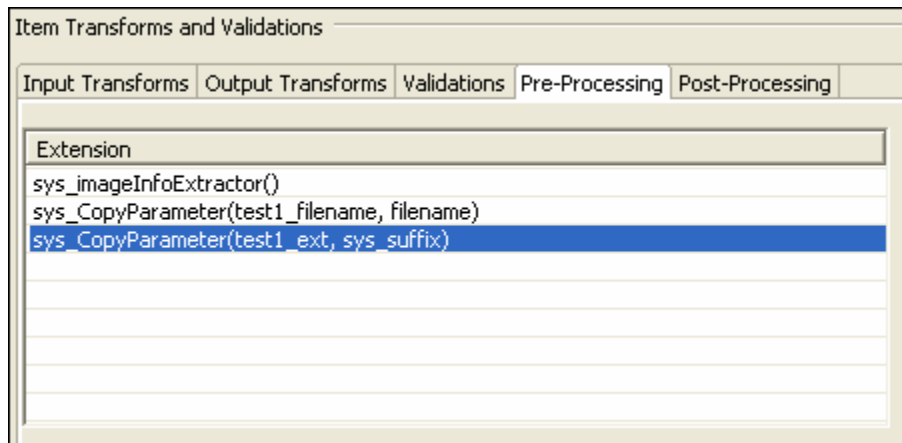 Item Transforms and Validations
Input Transforms Output Transforms Validations Pre-Processing Post-Processing
Extension
sys_imageInfoExtractor()
sys_CopyParameter(test1_filename, filename)
sys_CopyParameter(test1_ext, sys_suffix)